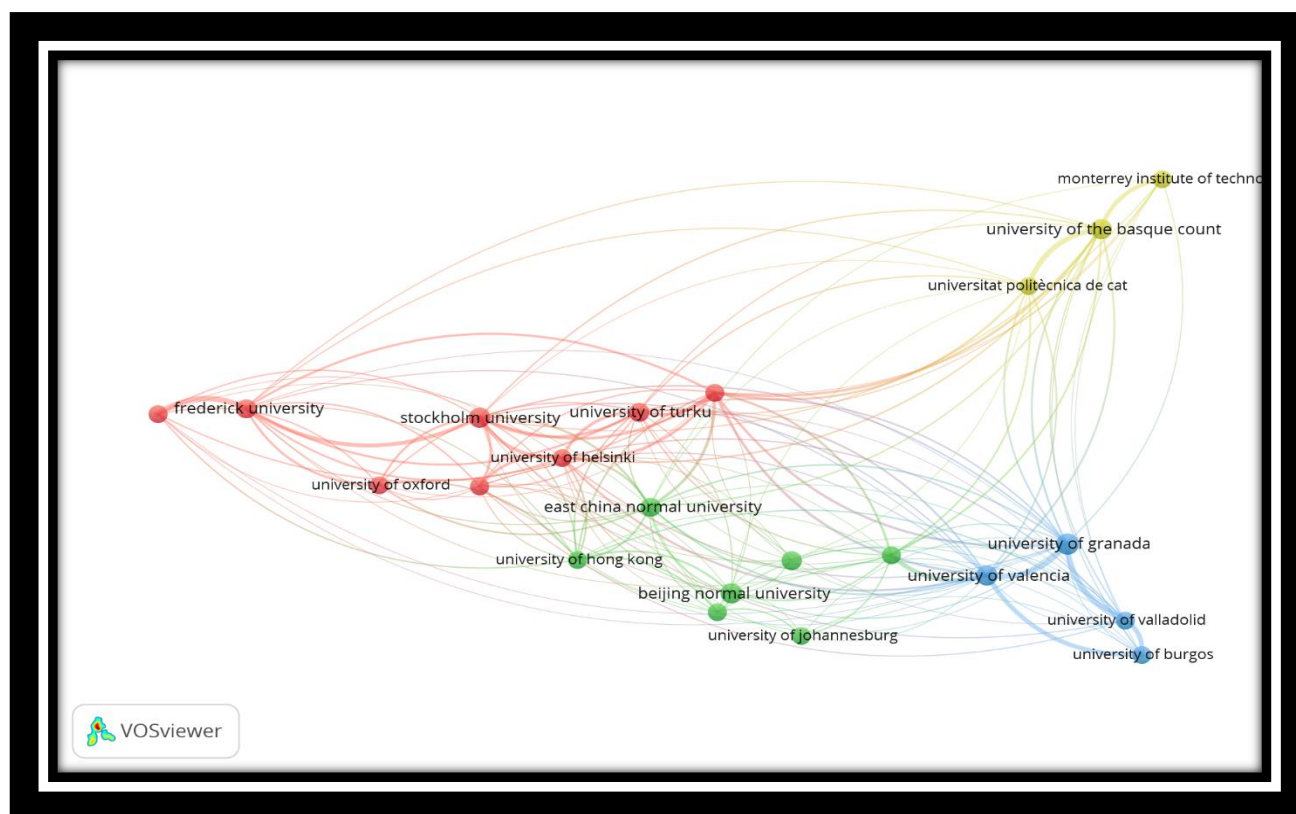 monterrey institute of techno
university of the basque count
universitat politècnica de cat
frederick university
stockholm university
university of turku
university of helsinki
university of oxford
east china normal university
university of hong kong
university of granada
university of valencia
beijing normal university
university of valladolid
university of johannesburg
university of burgos
VOSviewer